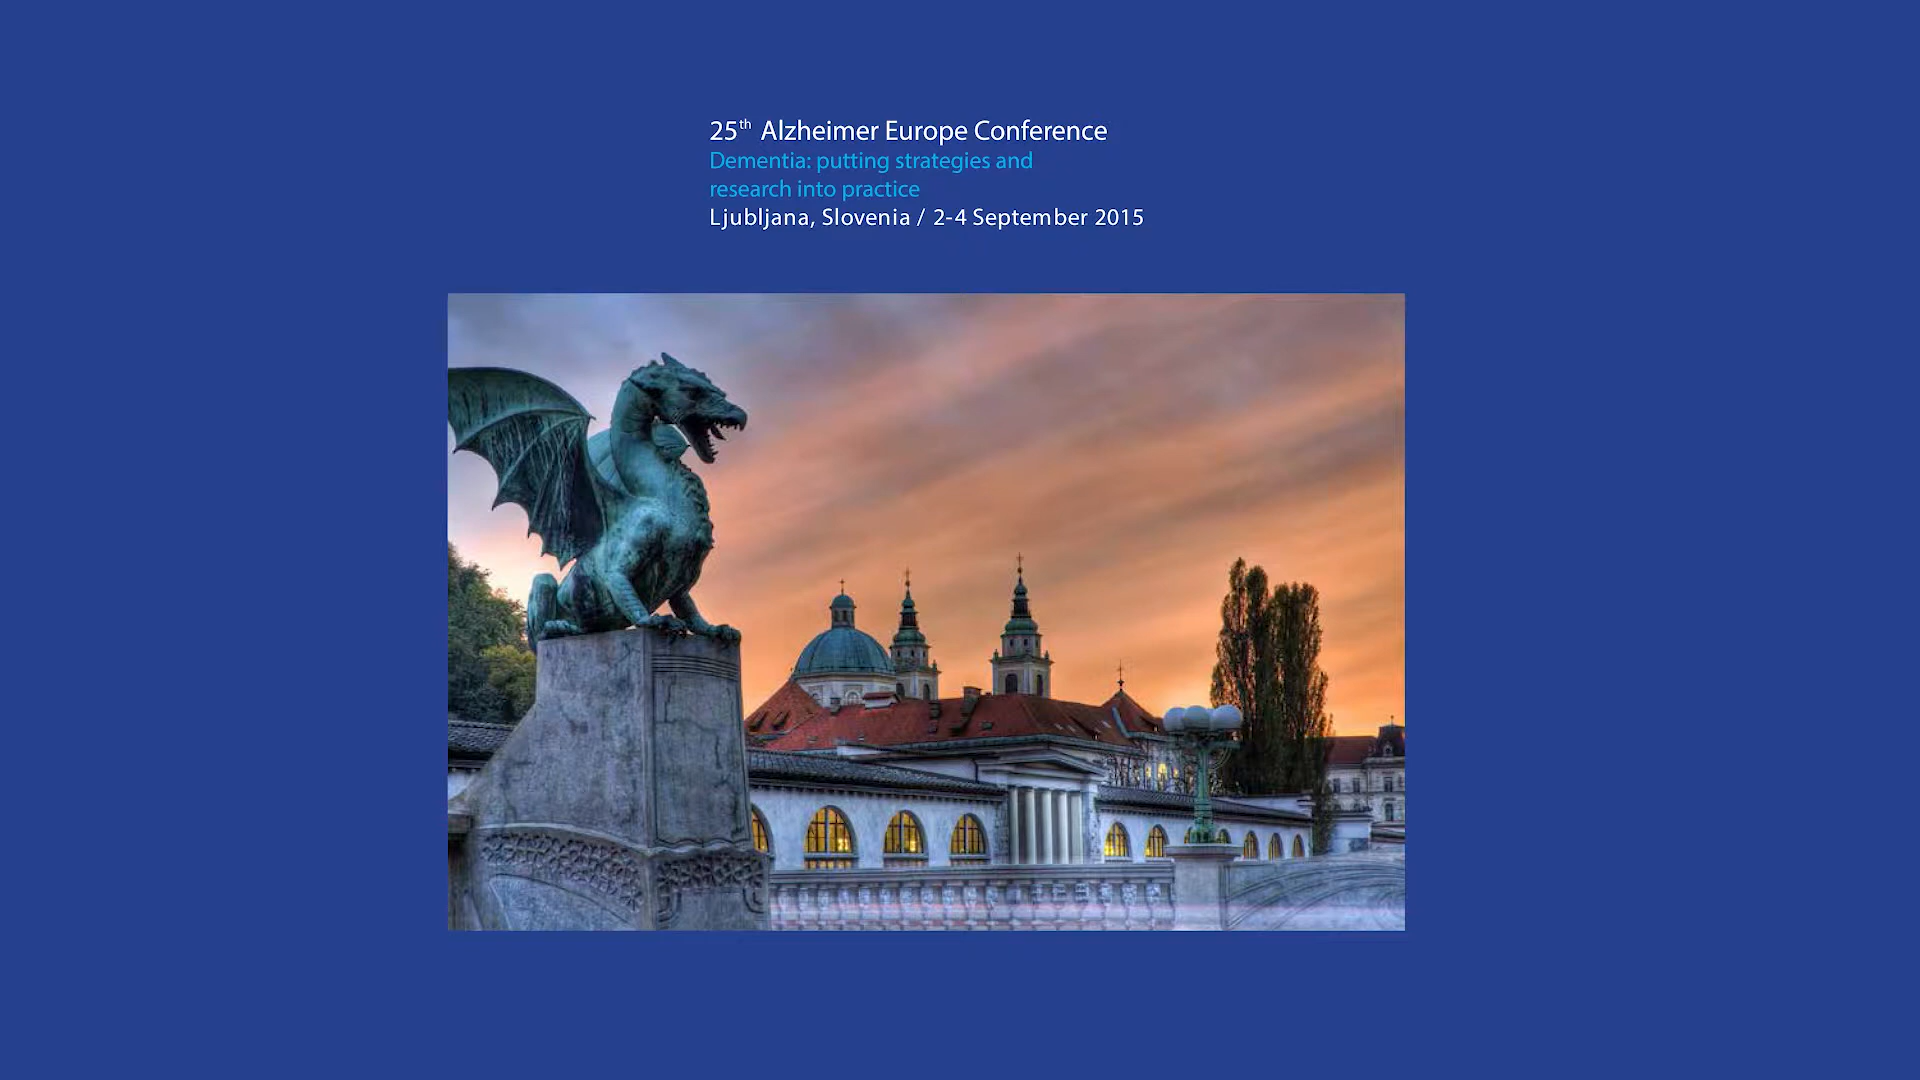 25th Alzheimer Europe Conference
Dementia: putting strategies and
research into practice
Ljubljana, Slovenia / 2-4 September 2015